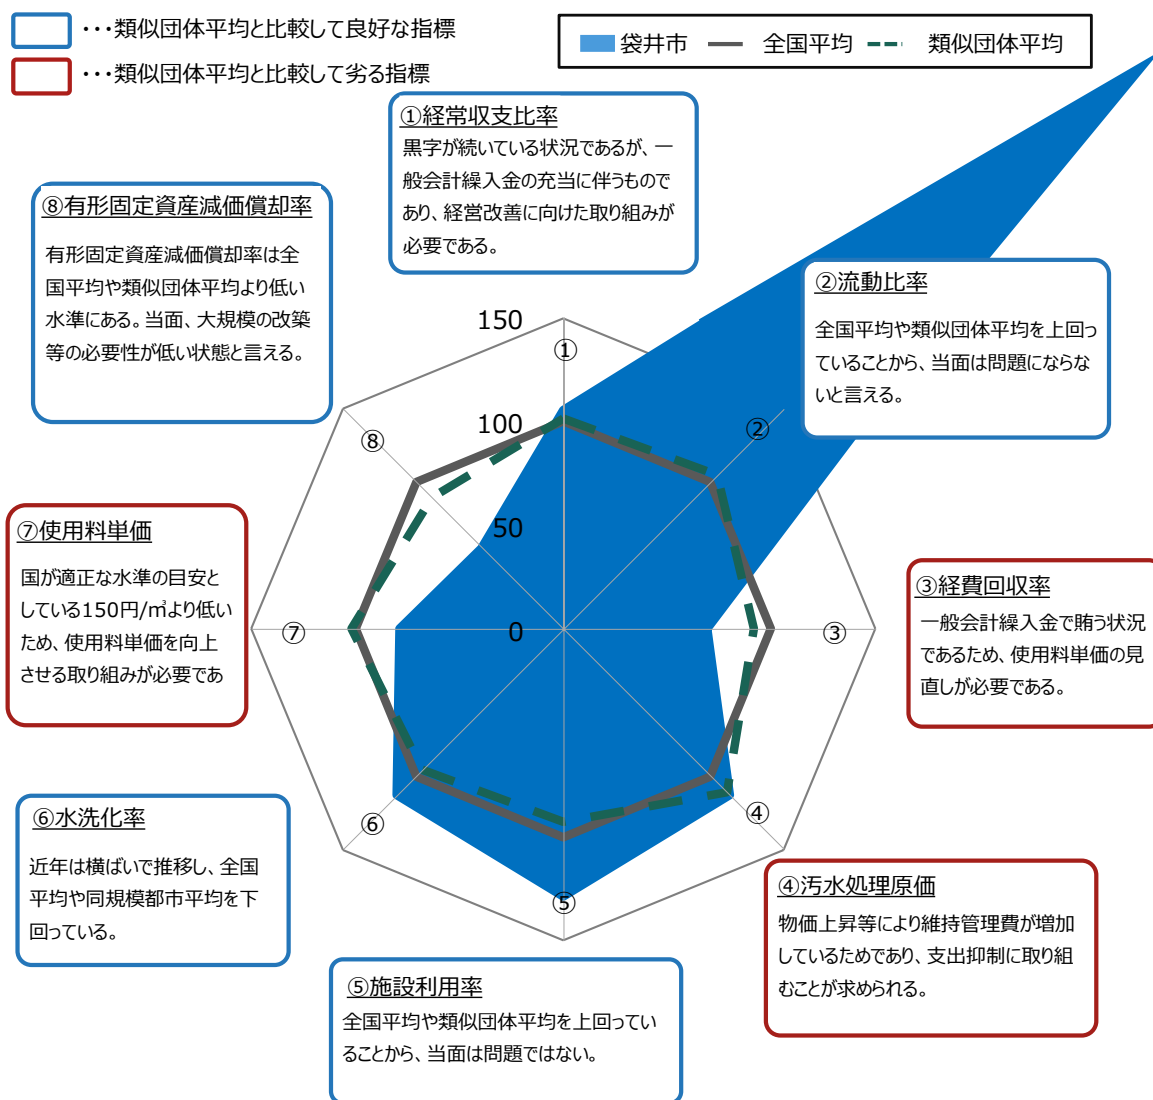 ・・・類似団体平均と比較して良好な指標
・・・類似団体平均と比較して劣る指標
袋井市 全国平均 類似団体平均
①経常収支比率
黒字が続いている状況であるが、一
般会計繰入金の充当に伴うもので
あり、経営改善に向けた取り組みが
必要である。
⑧有形固定資産減価償却率
有形固定資産減価償却率は全
国平均や類似団体平均より低い
水準にある。当面、大規模の改築
等の必要性が低い状態と言える。
②流動比率
全国平均や類似団体平均を上回っ
ていることから、当面は問題にならな
いと言える。
150
100
50
0
①
②
③
④
⑤
⑥
⑦
⑧
⑦使用料単価
国が適正な水準の目安と
している150円/㎥より低い
ため、使用料単価を向上
させる取り組みが必要であ
③経費回収率
一般会計繰入金で賄う状況
であるため、使用料単価の見
直しが必要である。
⑥水洗化率
近年は横ばいで推移し、全国
平均や同規模都市平均を下
回っている。
④汚水処理原価
物価上昇等により維持管理費が増加
しているためであり、支出抑制に取り組
むことが求められる。
⑤施設利用率
全国平均や類似団体平均を上回ってい
ることから、当面は問題ではない。